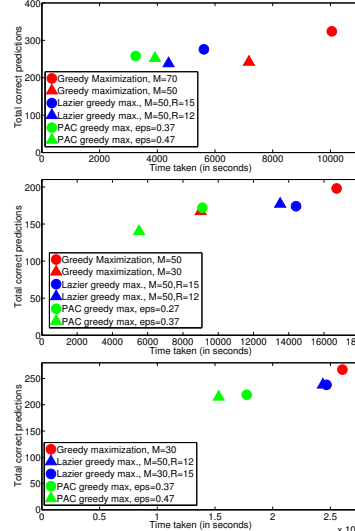 400
300
200
100
0
Total correct predictions
Greedy Maximization, M=70
Greedy Maximization, M=50
Lazier greedy max., M=50,R=15
Lazier greedy max., M=50,R=12
PAC greedy max, eps=0.37
PAC greedy max, eps=0.47
0 2000 4000 6000 8000 10000
Time taken (in seconds)
200
150
100
50
0
Total correct predictions
Greedy Maximization, M=50
Greedy maximization, M=30
Lazier greedy max., M=50,R=15
Lazier greedy max., M=50,R=12
PAC greedy max, eps=0.27
PAC greedy max, eps=0.37
4000 6000 8000 10000 12000 14000 16000
Time taken (in seconds)
250
200
150
100
50
0
Total correct predictions
Greedy maximization, M=30
Lazier greedy max., M=50,R=12
Lazier greedy max., M=30,R=15
PAC greedy max, eps=0.37
PAC greedy max, eps=0.47
0.5 1 1.5 2 2.5
Time taken (in seconds)